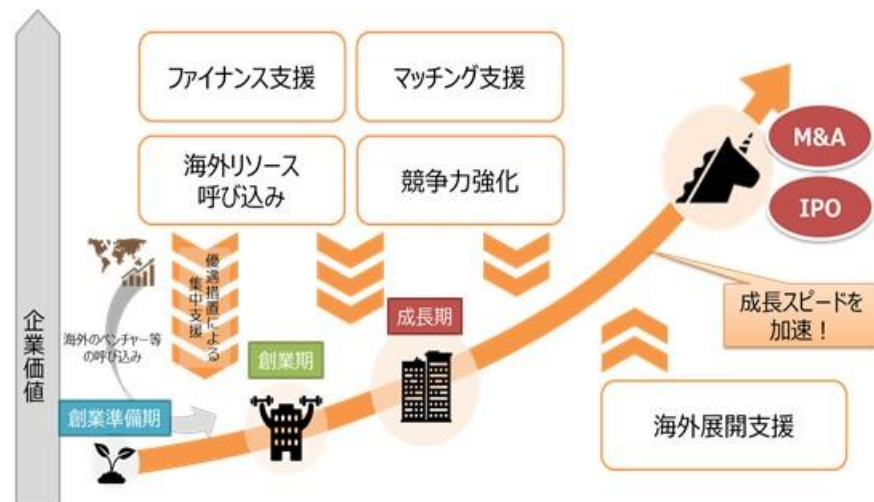 ファイナンス支援
マッチング支援
海外リソース
呼び込み
競争力強化
M&A
IPO
優遇措置による
集中支援
成長スピードを
加速！
企業価値
海外のベンチャー等
の呼び込み
成長期
創業期
創業準備期
海外展開支援